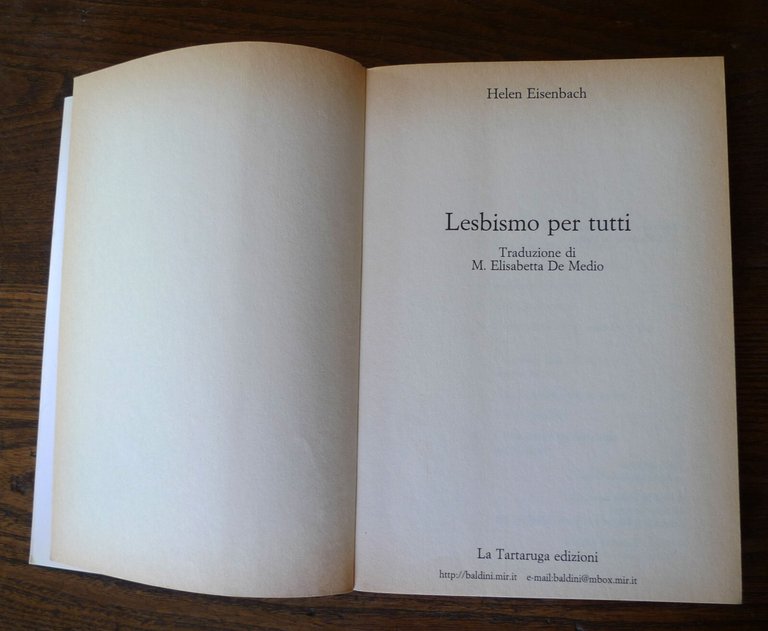 Helen Eisenbach
Lesbismo per tutti
Traduzione di
M. Elisabetta De Medio
La Tartaruga edizioni
http://baldini.mir.it e-mail:baldini@mbox.mir.it